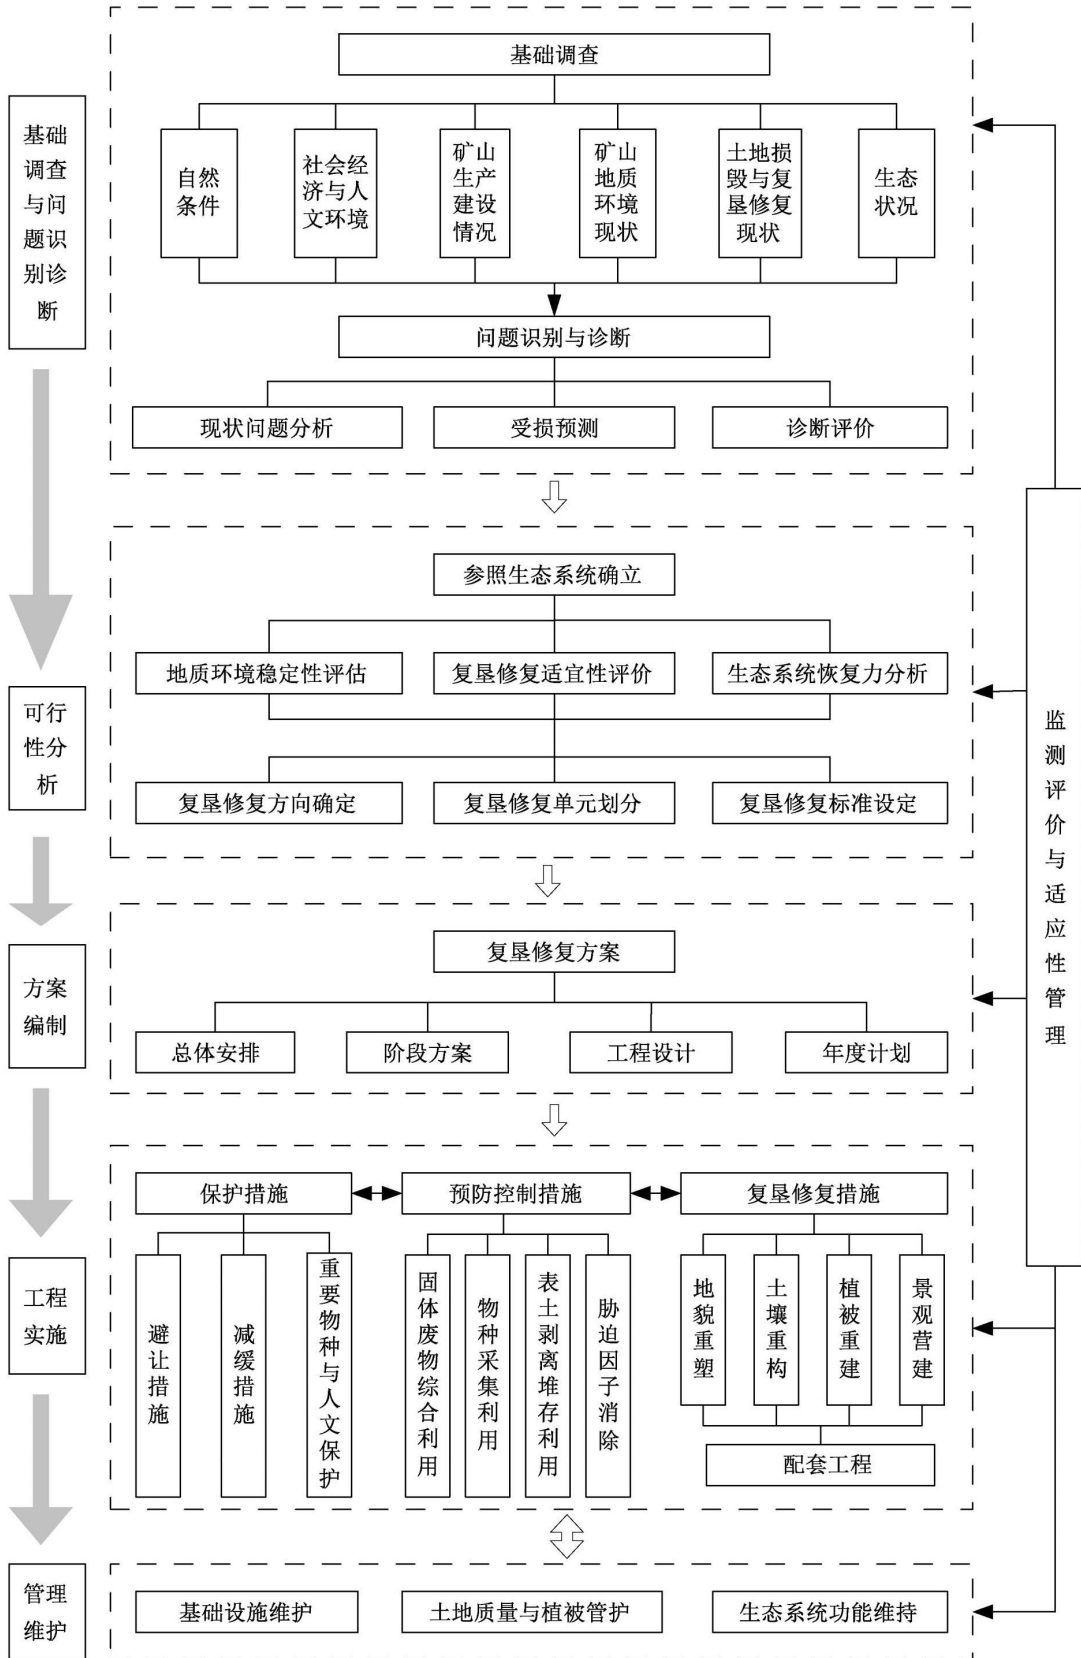 基础调查
基础
调查
与问
题识
别诊
断
自然
条件
社会经
济与人
文环境
矿山
生产
建设
情况
矿山
地质
环境
现状
土地损
毁与复
垦修复
现状
生态
状况
问题识别与诊断
现状问题分析
受损预测
诊断评价
参照生态系统确立
地质环境稳定性评估
复垦修复适宜性评价
生态系统恢复力分析
可行
性分
析
复垦修复方向确定
复垦修复单元划分
复垦修复标准设定
监测评价与适应性管理
复垦修复方案
方案
编制
总体安排
阶段方案
工程设计
年度计划
保护措施
预防控制措施
复垦修复措施
工程
实施
避让措施
减缓措施
重要物种与人文保护
固体废物综合利用
物种采集利用
表土剥离堆存利用
胁迫因子消除
地貌重塑
土壤重构
植被重建
景观营建
配套工程
管理
维护
基础设施维护
土地质量与植被管护
生态系统功能维持